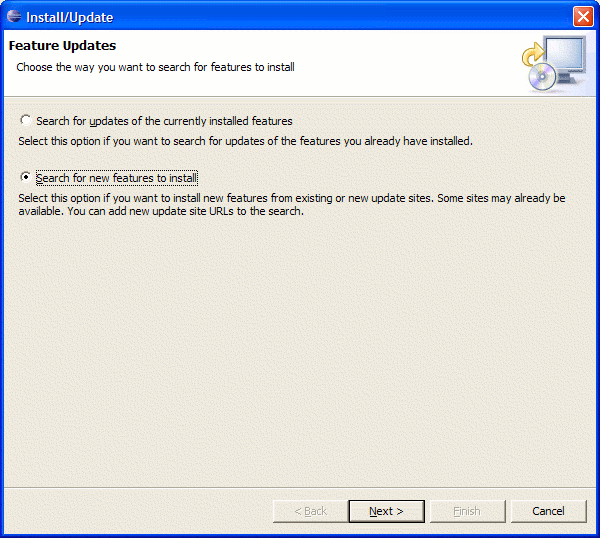 Install/Update
Feature Updates
Choose the way you want to search for features to install
Search for updates of the currently installed features
Select this option if you want to search for updates of the features you already have installed.
Search for new features to install
Select this option if you want to install new features from existing or new update sites. Some sites may already be
available. You can add new update site URLs to the search.
< Back
Next >
Finish
Cancel